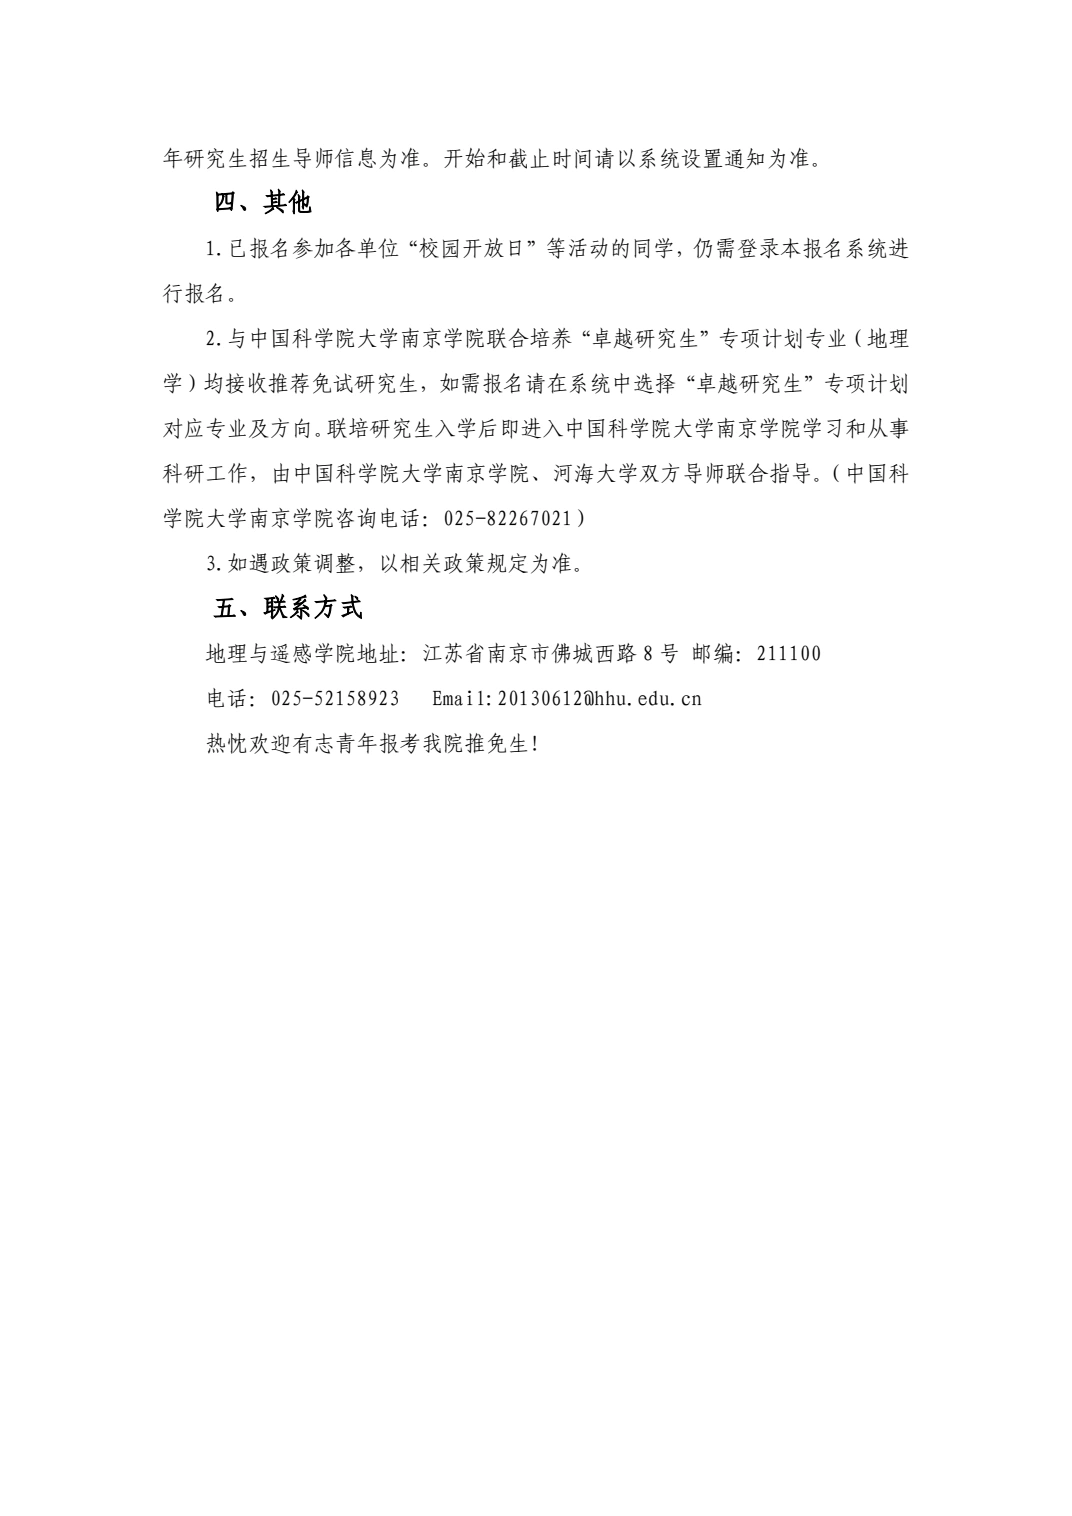 年研究生招生导师信息为准。开始和截止时间请以系统设置通知为准。
四、其他
1.已报名参加各单位“校园开放日”等活动的同学，仍需登录本报名系统进
行报名。
2.与中国科学院大学南京学院联合培养“卓越研究生”专项计划专业（地理
学）均接收推荐免试研究生，如需报名请在系统中选择“卓越研究生”专项计划
对应专业及方向。联培研究生入学后即进入中国科学院大学南京学院学习和从事
科研工作，由中国科学院大学南京学院、河海大学双方导师联合指导。（中国科
学院大学南京学院咨询电话：025-82267021）
3.如遇政策调整，以相关政策规定为准。
五、联系方式
地理与遥感学院地址：江苏省南京市佛城西路 8 号 邮编：211100
电话：025-52158923 Email:20130612@hhu.edu.cn
热忱欢迎有志青年报考我院推免生！